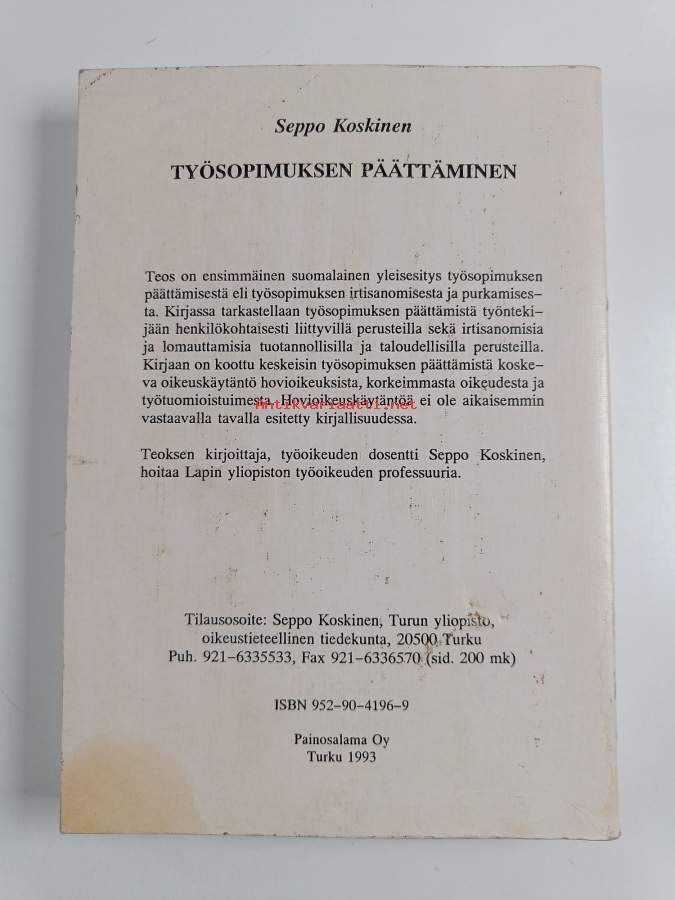 Seppo Koskinen
TYÖSOPIMUKSEN PÄÄTTÄMINEN
Teos on ensimmäinen suomalainen yleisesitys työsopimuksen
päättämisestä eli työsopimuksen irtisanomisesta ja purkamises-
ta. Kirjassa tarkastellaan työsopimuksen päättämistä työnteki-
jään henkilökohtaisesti liittyvillä perusteilla sekä irtisanomisia
ja lomauttamisia tuotannollisilla ja taloudellisilla perusteilla.
Kirjaan on koottu keskeisin työsopimuksen päättämistä koske-
va oikeuskäytäntö hovioikeuksista, korkeimmasta oikeudesta ja
työtuomioistuimesta. Hovioikeuskäytäntöä ei ole aikaisemmin
Antikvariaatti.net
vastaavalla tavalla esitetty kirjallisuudessa.
Teoksen kirjoittaja, työoikeuden dosentti Seppo Koskinen,
hoitaa Lapin yliopiston työoikeuden professuuria.
Tilausosoite: Seppo Koskinen, Turun yliopisto,
oikeustieteellinen tiedekunta, 20500 Turku
Puh. 921-6335533, Fax 921-6336570 (sid. 200 mk)
ISBN 952-90-4196-9
Painosalama Oy
Turku 1993